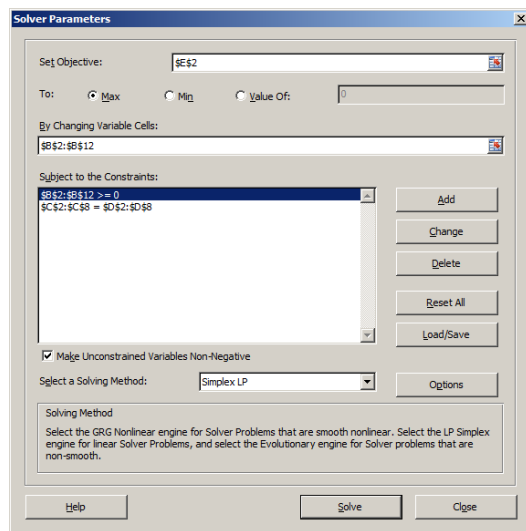 Solver Parameters
Set Objective:
$E$2
To:
Max
Min
Value Of:
0
By Changing Variable Cells:
$B$2:$B$12
Subject to the Constraints:
$B$2:$B$12 >= 0
$C$2:$C$8 = $D$2:$D$8
Add
Change
Delete
Reset All
Load/Save
Make Unconstrained Variables Non-Negative
Select a Solving Method:
Simplex LP
Options
Solving Method
Select the GRG Nonlinear engine for Solver Problems that are smooth nonlinear. Select the LP Simplex
engine for linear Solver Problems, and select the Evolutionary engine for Solver problems that are
non-smooth.
Help
Solve
Close